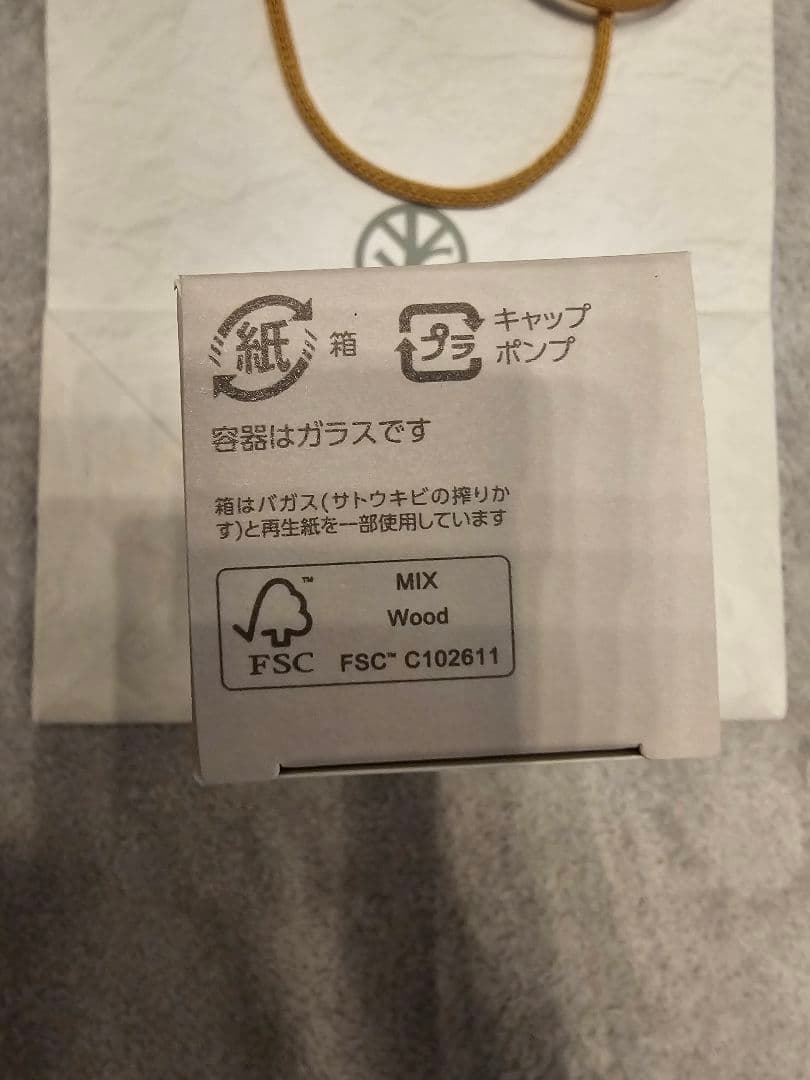 紙 箱
プラ キャップ
ポンプ
容器はガラスです
箱はバガス(サトウキビの搾りか
す)と再生紙を一部使用しています
™
MIX
Wood
FSC FSC™ C102611